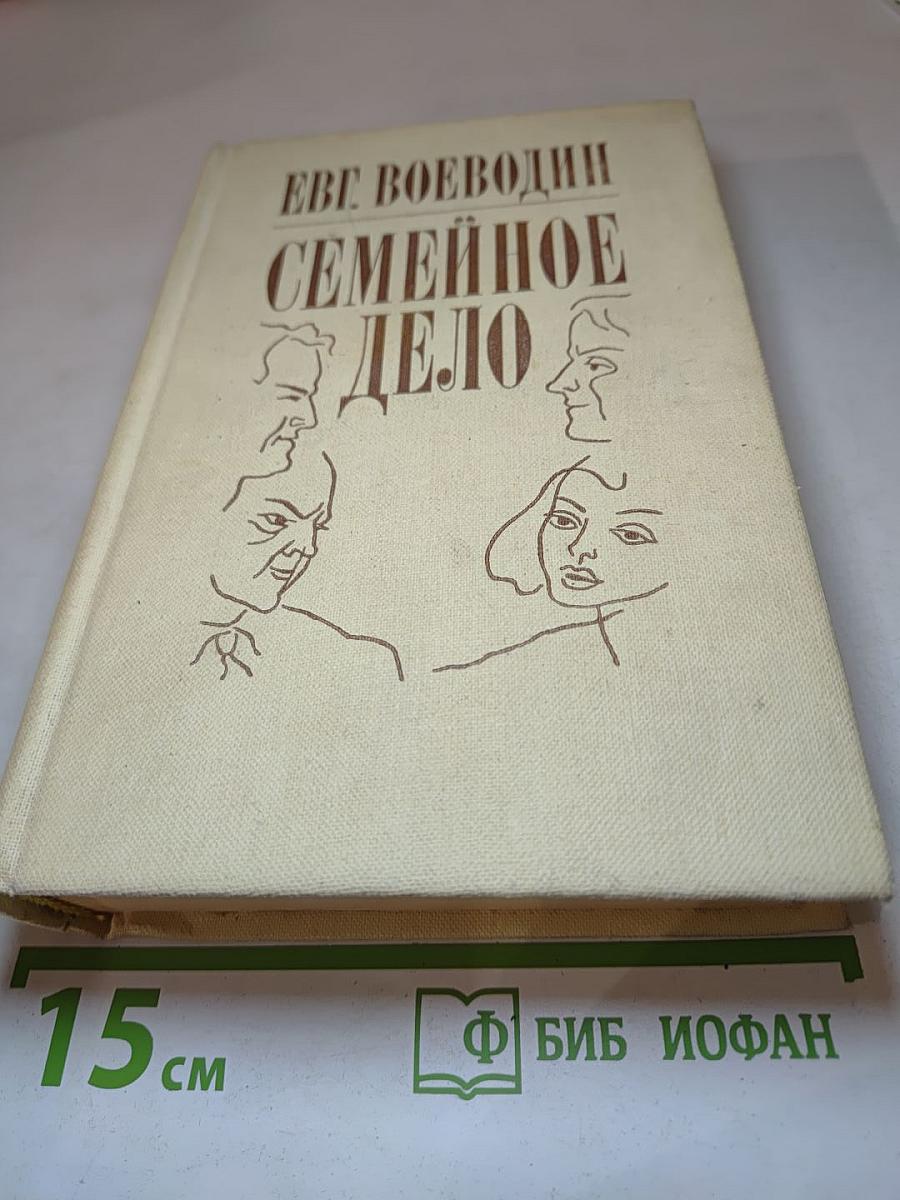 ЕВГ. ВОЕВОДИН
СЕМЕЙНОЕ
ДЕЛО
15 см
Ф БИБ ИОФАН